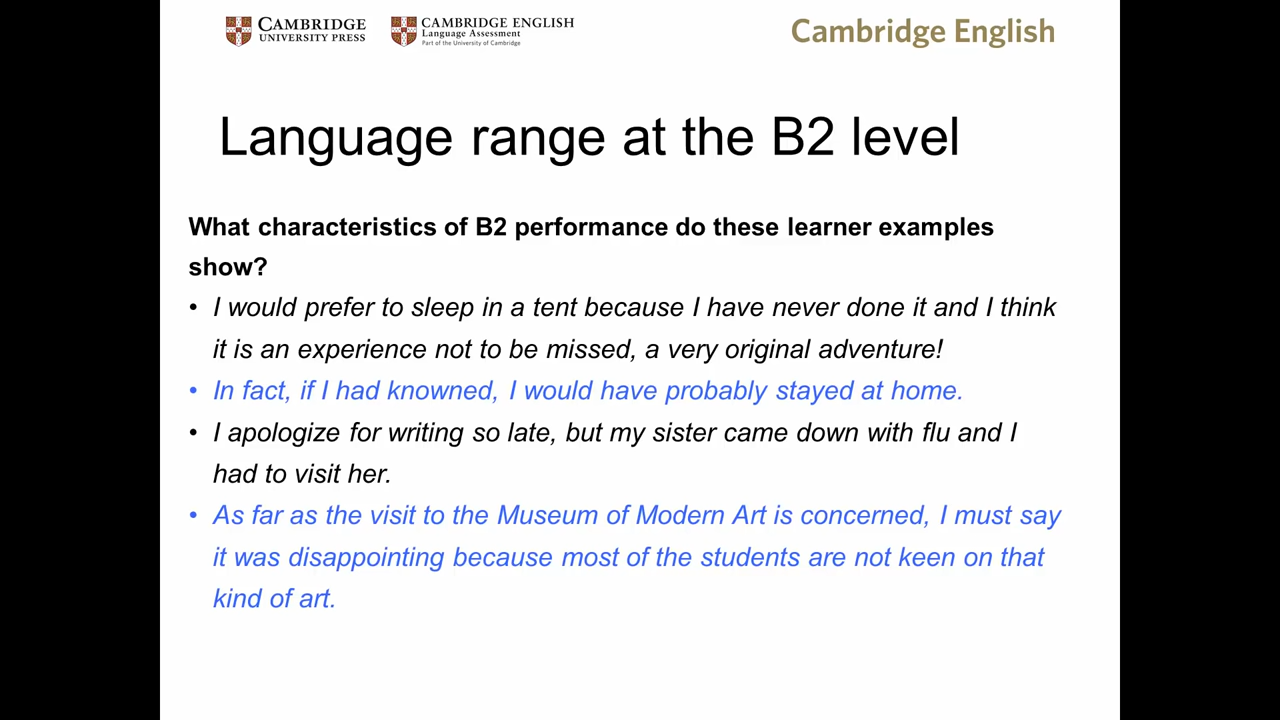 CAMBRIDGE
UNIVERSITY PRESS
CAMBRIDGE ENGLISH
Language Assessment
Part of the University of Cambridge
Cambridge English
Language range at the B2 level
What characteristics of B2 performance do these learner examples
show?
• I would prefer to sleep in a tent because I have never done it and I think
it is an experience not to be missed, a very original adventure!
• In fact, if I had knowned, I would have probably stayed at home.
• I apologize for writing so late, but my sister came down with flu and I
had to visit her.
• As far as the visit to the Museum of Modern Art is concerned, I must say
it was disappointing because most of the students are not keen on that
kind of art.